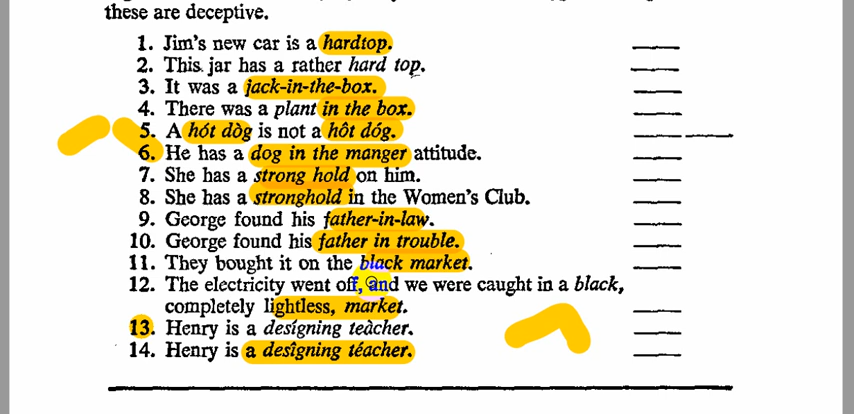 these are deceptive.
1. Jim's new car is a hardtop.
2. This jar has a rather hard top.
3. It was a jack-in-the-box.
4. There was a plant in the box.
5. A hót dòg is not a hôt dóg.
6. He has a dog in the manger attitude.
7. She has a strong hold on him.
8. She has a stronghold in the Women's Club.
9. George found his father-in-law.
10. George found his father in trouble.
11. They bought it on the black market.
12. The electricity went off, and we were caught in a black,
completely lightless, market.
13. Henry is a desígning teàcher.
14. Henry is a desîgning téacher.